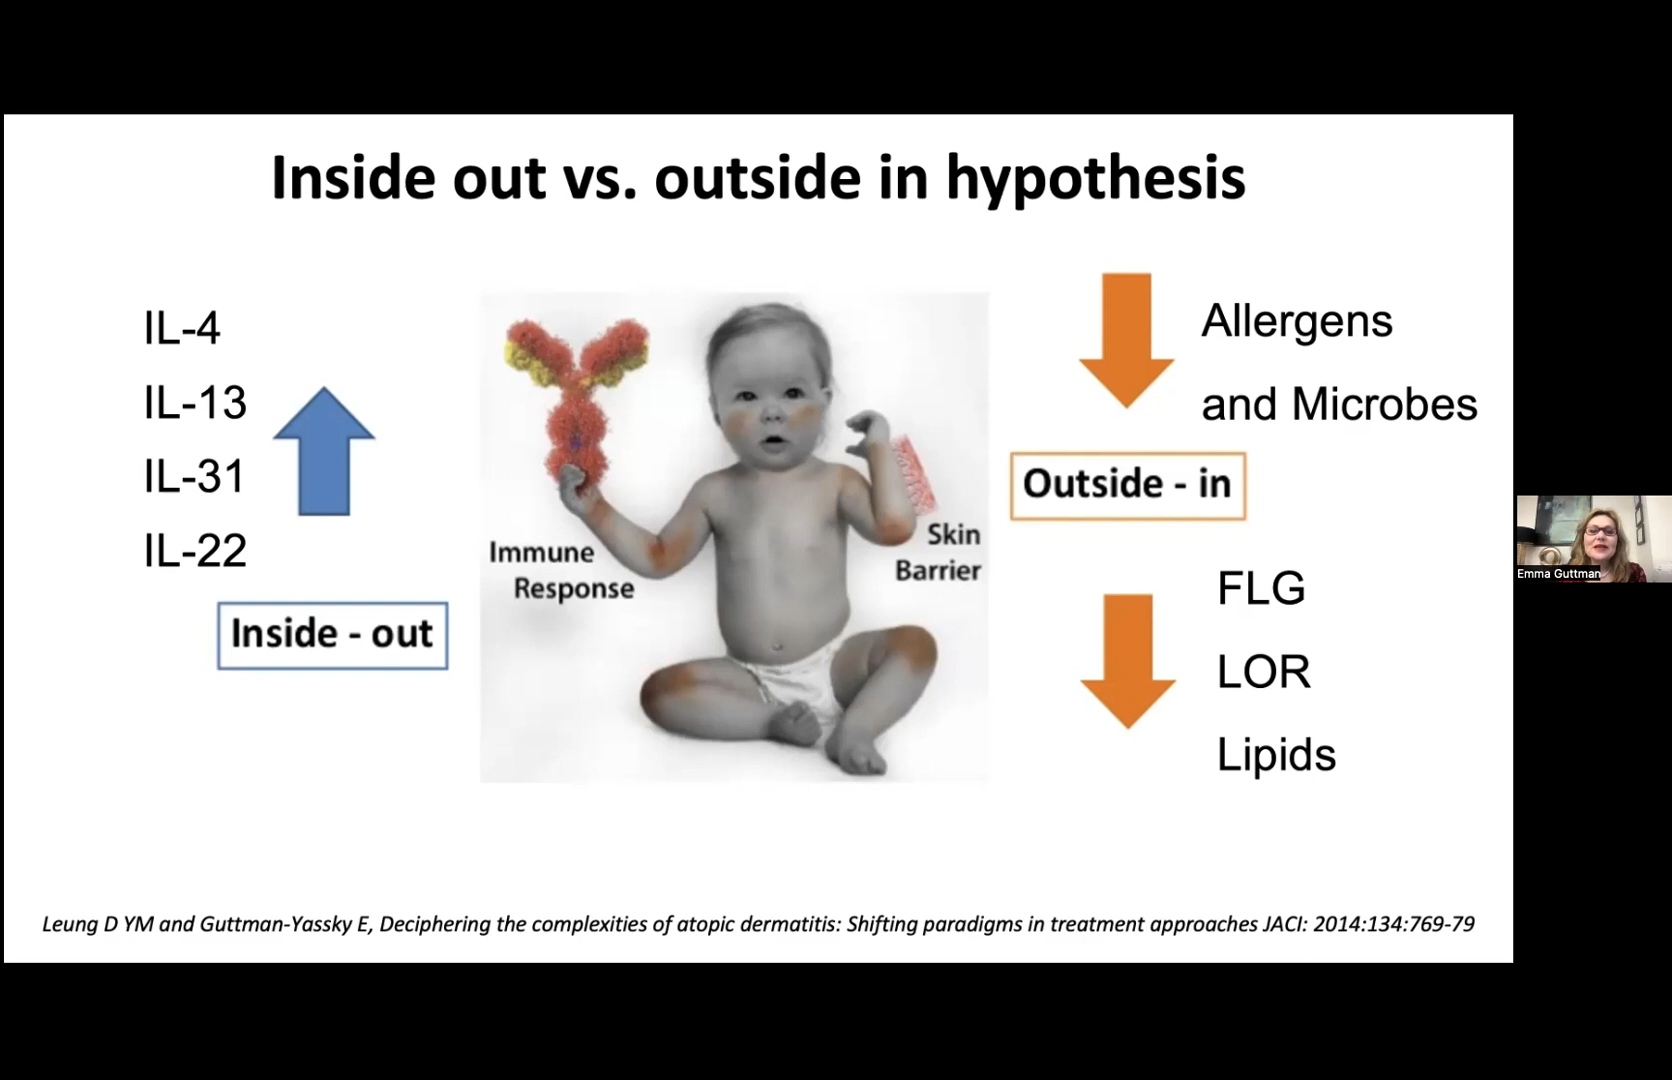 Inside out vs. outside in hypothesis
IL-4
IL-13
IL-31
IL-22
Inside - out
Immune
Response
Skin
Barrier
Allergens
and Microbes
Outside - in
FLG
LOR
Lipids
Leung D YM and Guttman-Yassky E, Deciphering the complexities of atopic dermatitis: Shifting paradigms in treatment approaches JACI: 2014:134:769-79
Emma Guttman